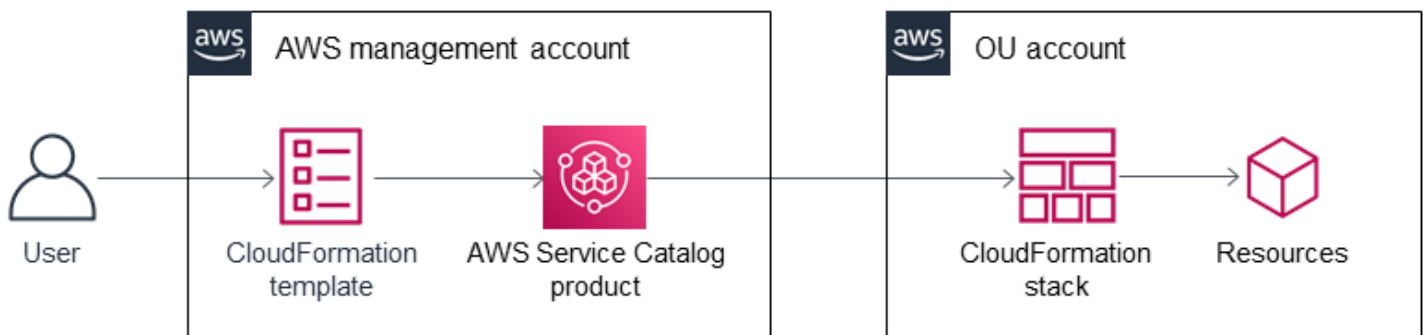 aws
AWS management account
aws
OU account
User
CloudFormation
template
AWS Service Catalog
product
CloudFormation
stack
Resources